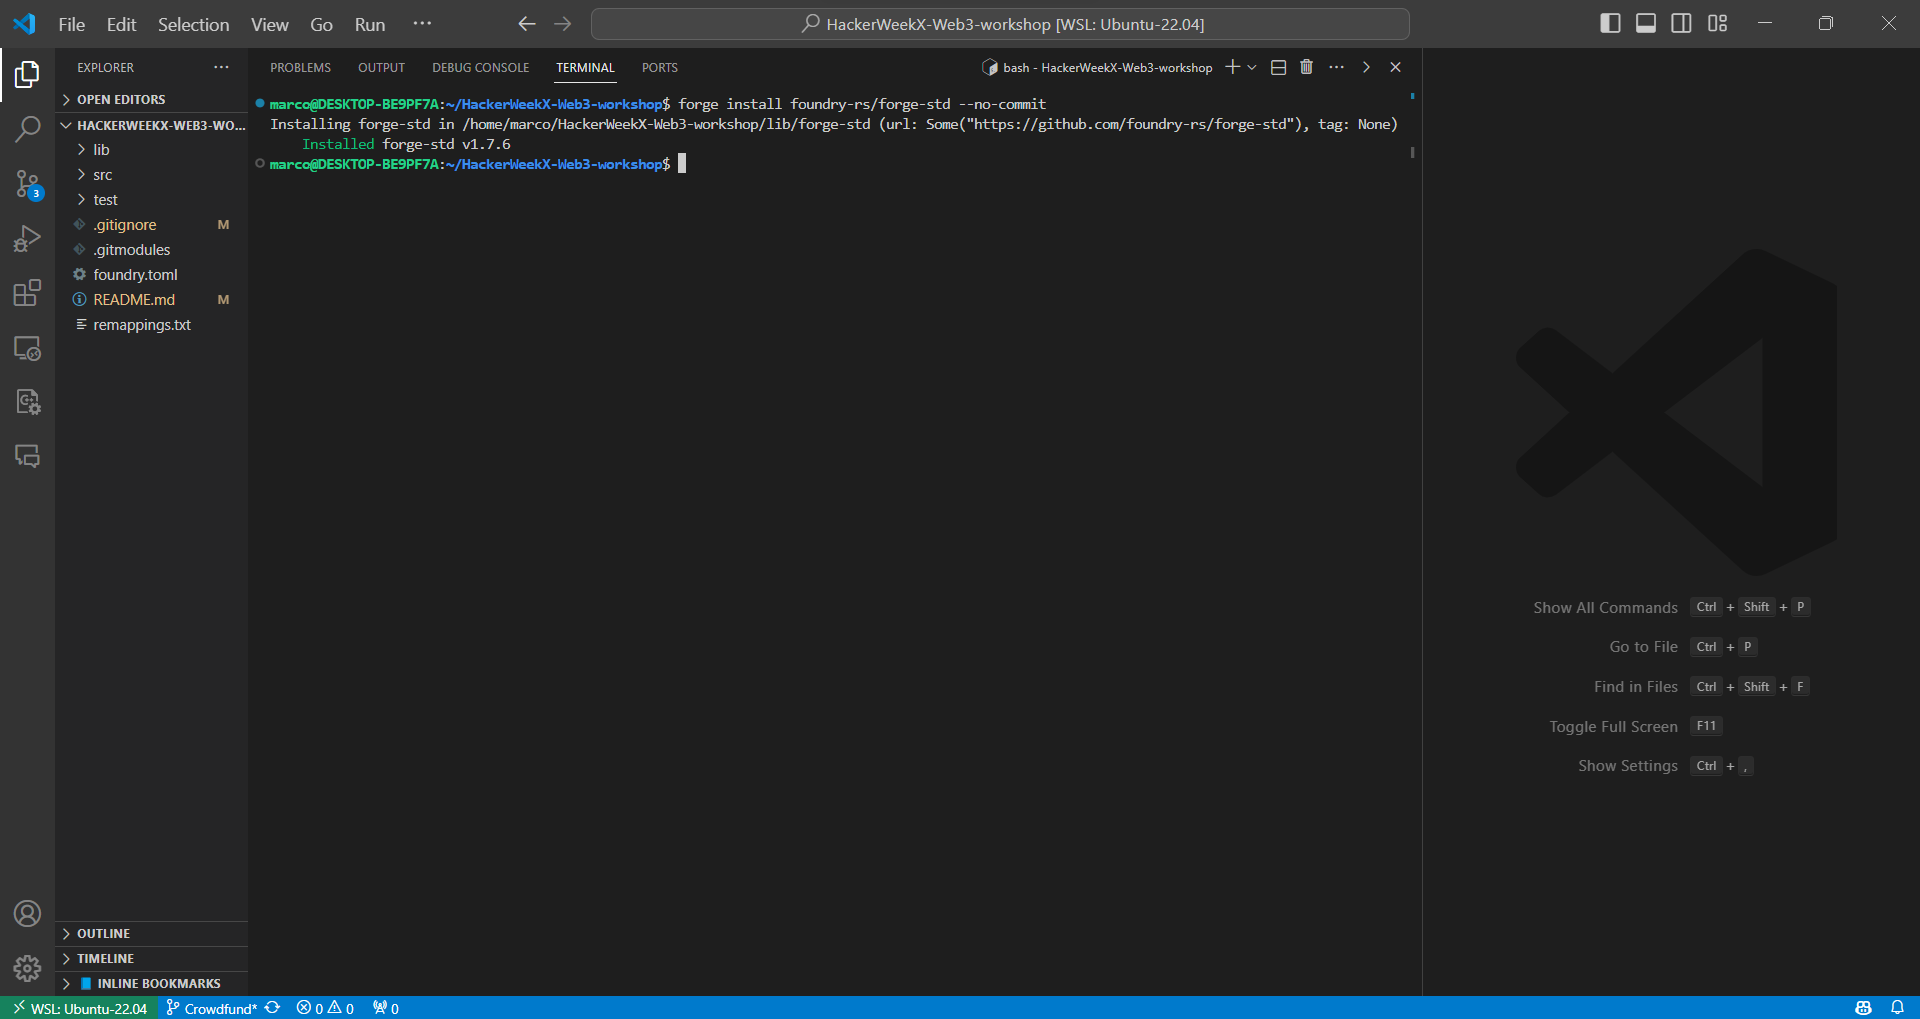 File Edit Selection View Go Run ···
HackerWeekX-Web3-workshop [WSL: Ubuntu-22.04]
EXPLORER
OPEN EDITORS
HACKERWEEKX-WEB3-WO...
lib
src
test
.gitignore M
.gitmodules
foundry.toml
README.md M
remappings.txt
3
OUTLINE
TIMELINE
INLINE BOOKMARKS
PROBLEMS OUTPUT DEBUG CONSOLE TERMINAL PORTS
bash - HackerWeekX-Web3-workshop
marco@DESKTOP-BE9PF7A:~/HackerWeekX-Web3-workshop$ forge install foundry-rs/forge-std --no-commit
Installing forge-std in /home/marco/HackerWeekX-Web3-workshop/lib/forge-std (url: Some("https://github.com/foundry-rs/forge-std"), tag: None)
Installed forge-std v1.7.6
marco@DESKTOP-BE9PF7A:~/HackerWeekX-Web3-workshop$
Show All Commands Ctrl + Shift + P
Go to File Ctrl + P
Find in Files Ctrl + Shift + F
Toggle Full Screen F11
Show Settings Ctrl + ,
WSL: Ubuntu-22.04 Crowdfund* 0 0 0